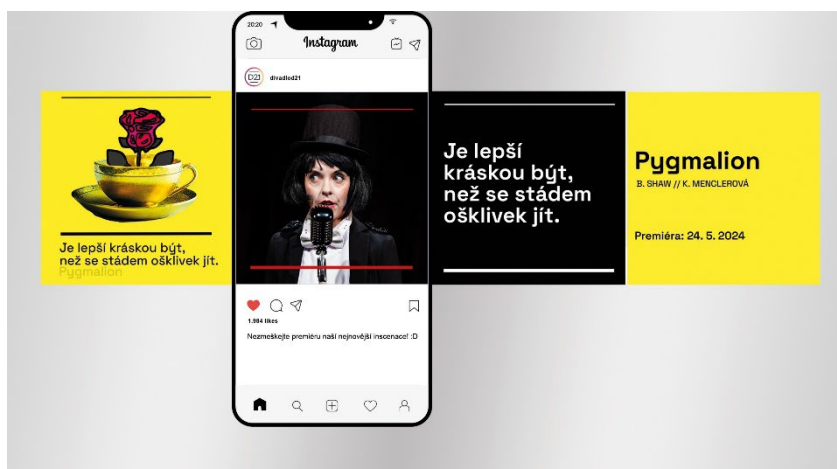 20:20
Instagram
D21
divadlod21
Je lepší kráskou být,
než se stádem ošklivek jít.
Pygmalion
Je lepší
kráskou být,
než se stádem
ošklivek jít.
Pygmalion
B. SHAW // K. MENCLEROVÁ
Premiéra: 24. 5. 2024
1,984 likes
Nezmeškejte premiéru naší nejnovější inscenace! :D